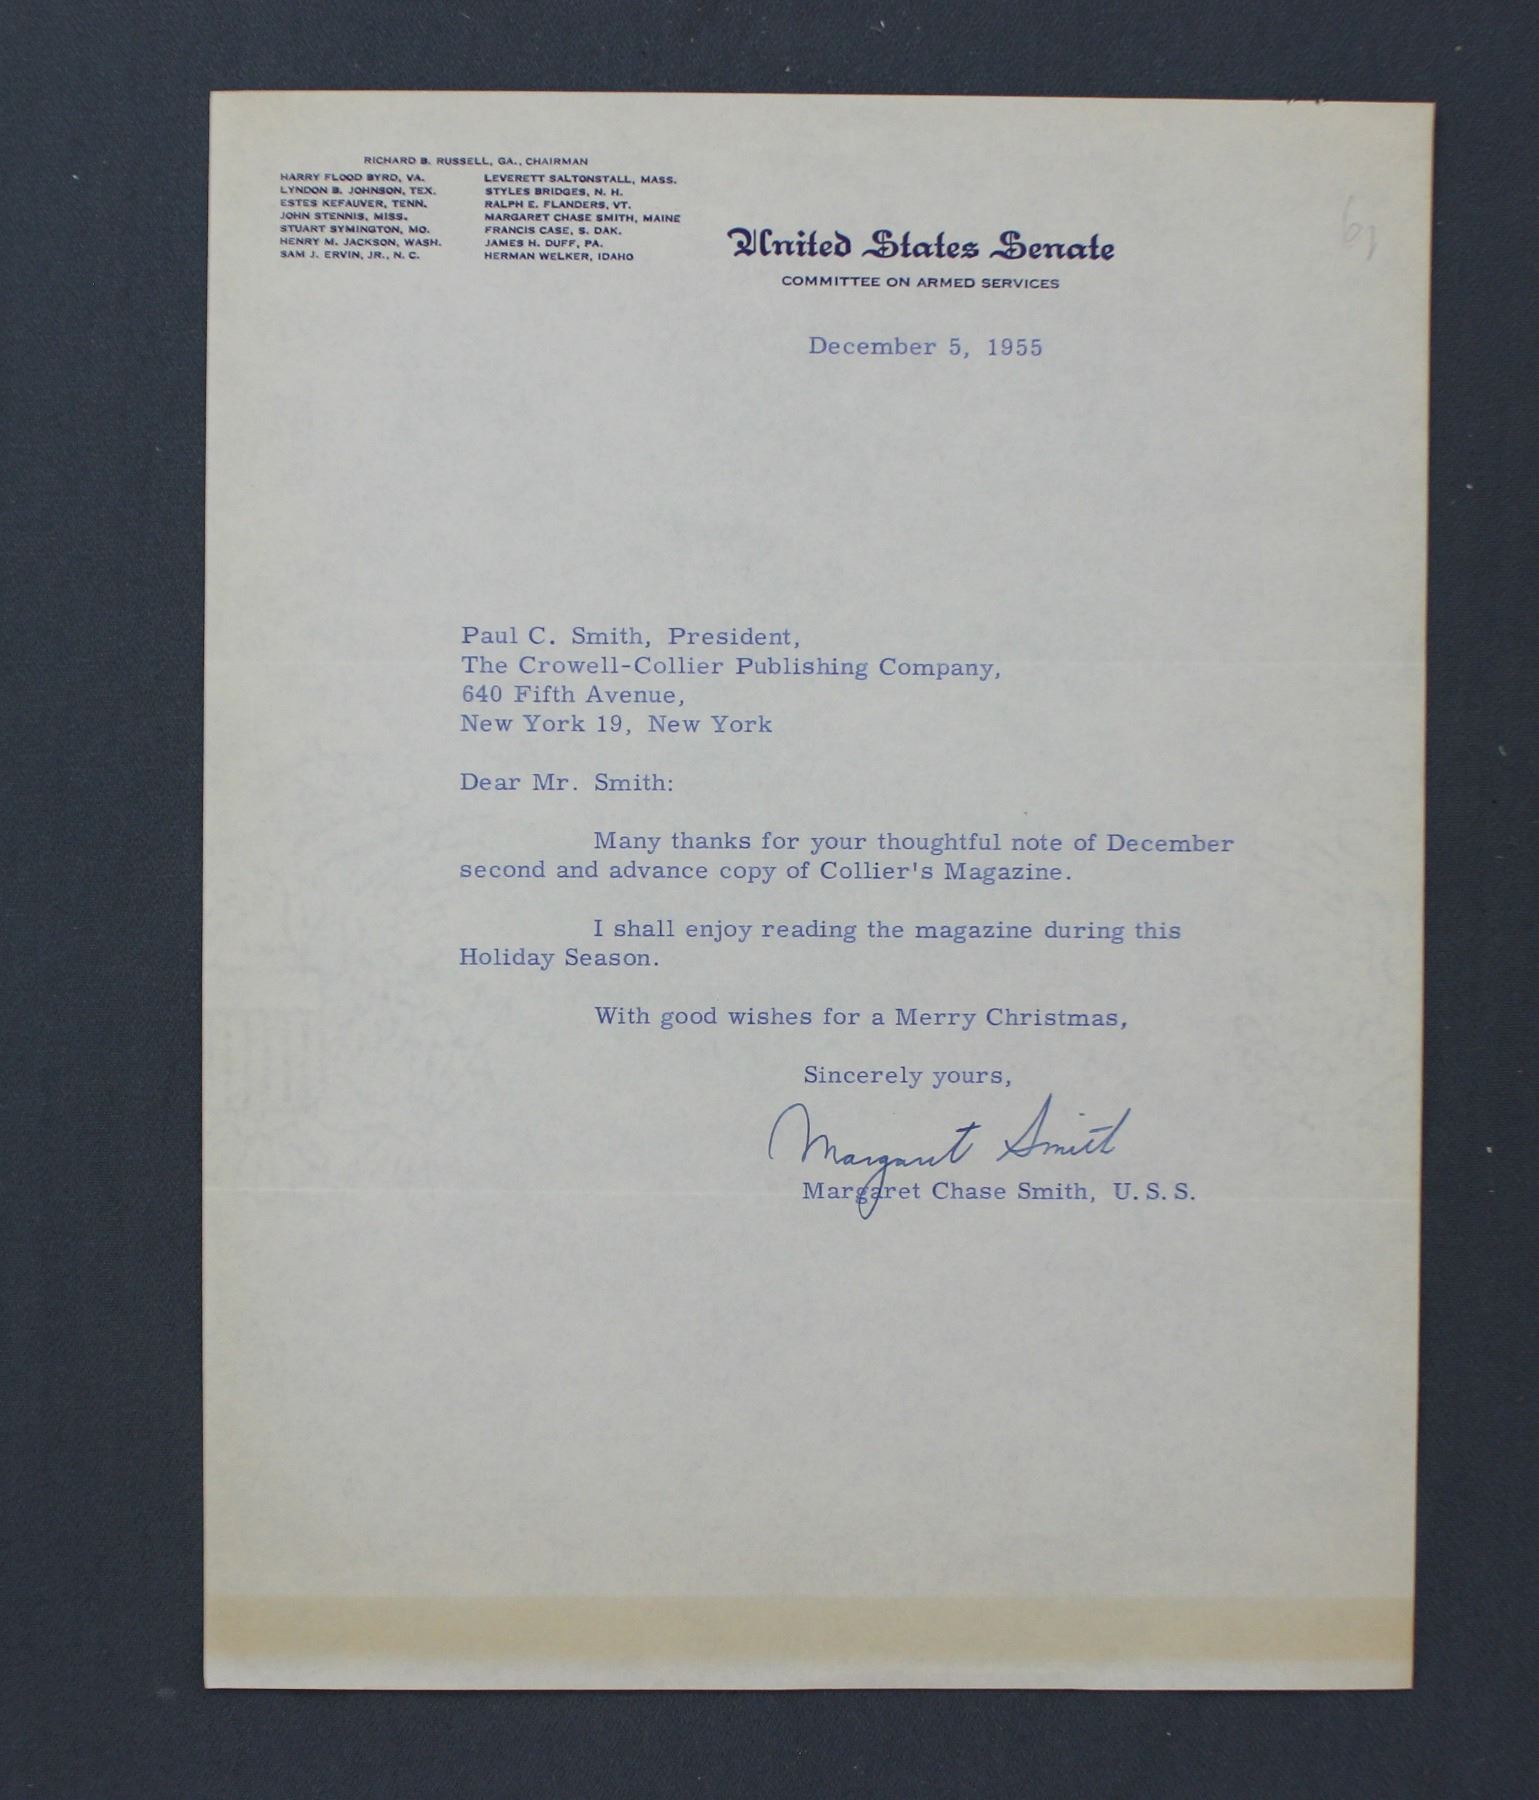 RICHARD B. RUSSELL, GA., CHAIRMAN
HARRY FLOOD BYRD, VA.
LYNDON B. JOHNSON, TEX.
ESTES KEFAUVER, TENN.
JOHN STENNIS, MISS.
STUART SYMINGTON, MO.
HENRY M. JACKSON, WASH.
SAM J. ERVIN, JR., N. C.
LEVERETT SALTONSTALL, MASS.
STYLES BRIDGES, N. H.
RALPH E. FLANDERS, VT.
MARGARET CHASE SMITH, MAINE
FRANCIS CASE, S. DAK.
JAMES H. DUFF, PA.
HERMAN WELKER, IDAHO
United States Senate
COMMITTEE ON ARMED SERVICES
December 5, 1955
Paul C. Smith, President,
The Crowell-Collier Publishing Company,
640 Fifth Avenue,
New York 19, New York
Dear Mr. Smith:
Many thanks for your thoughtful note of December
second and advance copy of Collier's Magazine.
I shall enjoy reading the magazine during this
Holiday Season.
With good wishes for a Merry Christmas,
Sincerely yours,
Margaret Smith
Margaret Chase Smith, U. S. S.